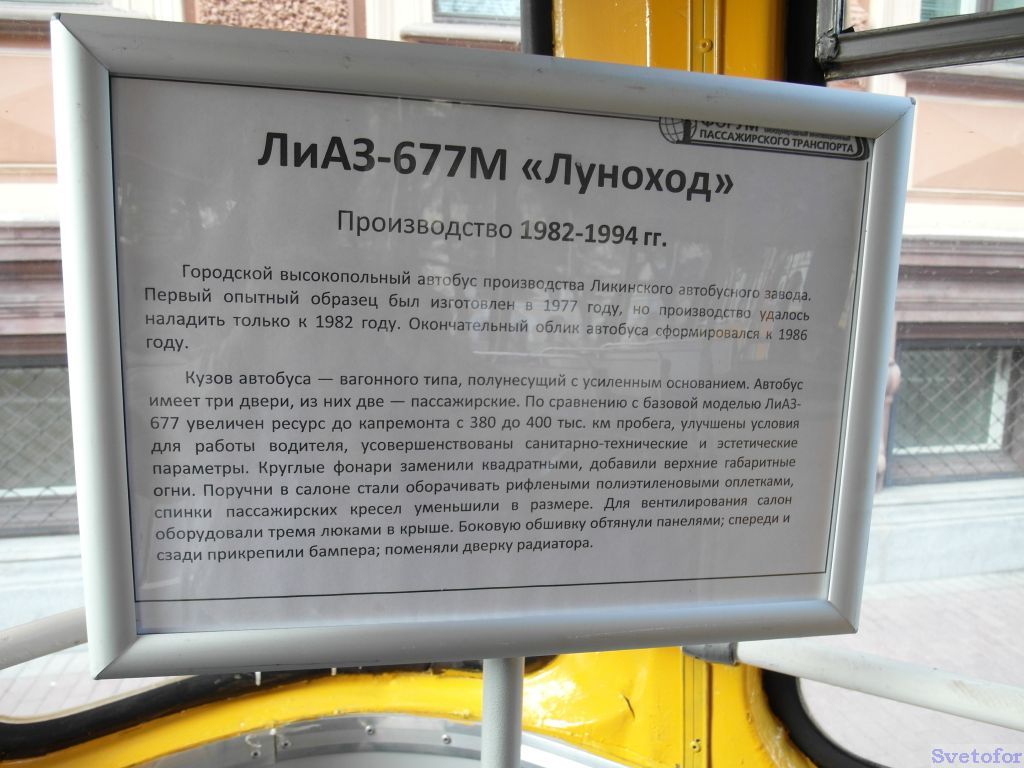 ФОРУМ
ПАССАЖИРСКОГО ТРАНСПОРТА
ЛиАЗ-677М «Луноход»
Производство 1982-1994 гг.
Городской высокопольный автобус производства Ликинского автобусного завода.
Первый опытный образец был изготовлен в 1977 году, но производство удалось
наладить только к 1982 году. Окончательный облик автобуса сформировался к 1986
году.
Кузов автобуса — вагонного типа, полунесущий с усиленным основанием. Автобус
имеет три двери, из них две — пассажирские. По сравнению с базовой моделью ЛиАЗ-
677 увеличен ресурс до капремонта с 380 до 400 тыс. км пробега, улучшены условия
для работы водителя, усовершенствованы санитарно-технические и эстетические
параметры. Круглые фонари заменили квадратными, добавили верхние габаритные
огни. Поручни в салоне стали оборачивать рифлеными полиэтиленовыми оплетками,
спинки пассажирских кресел уменьшили в размере. Для вентилирования салон
оборудовали тремя люками в крыше. Боковую обшивку обтянули панелями; спереди и
сзади прикрепили бампера; поменяли дверку радиатора.
Svetofor